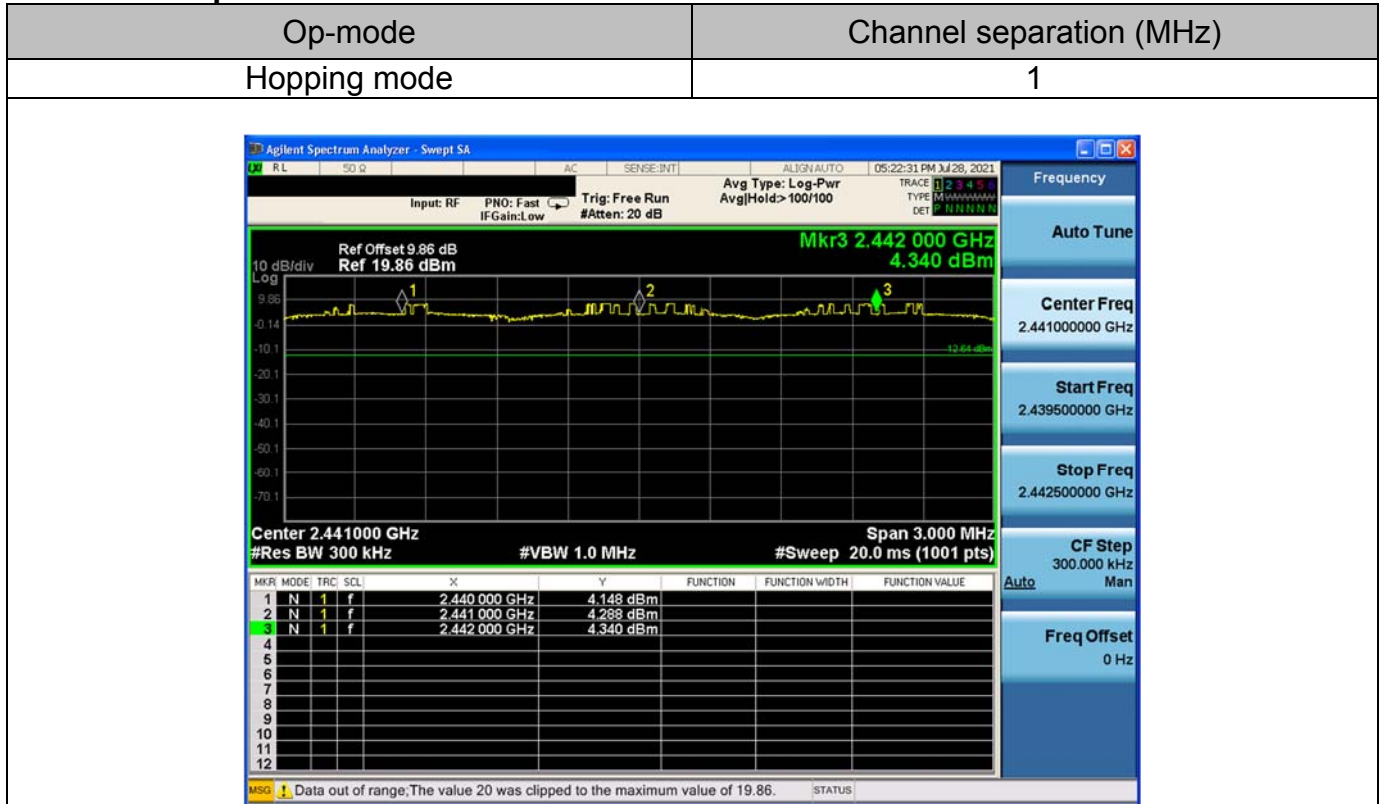 Op-mode Channel separation (MHz)
Hopping mode 1
Agilent Spectrum Analyzer - Swept SA
LXI RL 50 Ω AC SENSE:INT ALIGN AUTO 05:22:31 PM Jul 28, 2021
Input: RF PNO: Fast IFGain:Low Trig: Free Run #Atten: 20 dB Avg Type: Log-Pwr Avg|Hold:>100/100 TRACE 1 2 3 4 5 6 TYPE MWWWWW DET P N N N N N
Frequency
Ref Offset 9.86 dB Mkr3 2.442 000 GHz
10 dB/div Ref 19.86 dBm 4.340 dBm
Log
1 2 3
9.86
-0.14
-10.1
-20.1
-30.1
-40.1
-50.1
-60.1
-70.1
Center 2.441000 GHz Span 3.000 MHz
#Res BW 300 kHz #VBW 1.0 MHz #Sweep 20.0 ms (1001 pts)
MKR MODE TRC SCL X Y FUNCTION FUNCTION WIDTH FUNCTION VALUE
1 N 1 f 2.440 000 GHz 4.148 dBm
2 N 1 f 2.441 000 GHz 4.288 dBm
3 N 1 f 2.442 000 GHz 4.340 dBm
4
5
6
7
8
9
10
11
12
Auto Tune
Center Freq
2.441000000 GHz
Start Freq
2.439500000 GHz
Stop Freq
2.442500000 GHz
CF Step
300.000 kHz
Auto Man
Freq Offset
0 Hz
MSG Data out of range;The value 20 was clipped to the maximum value of 19.86. STATUS